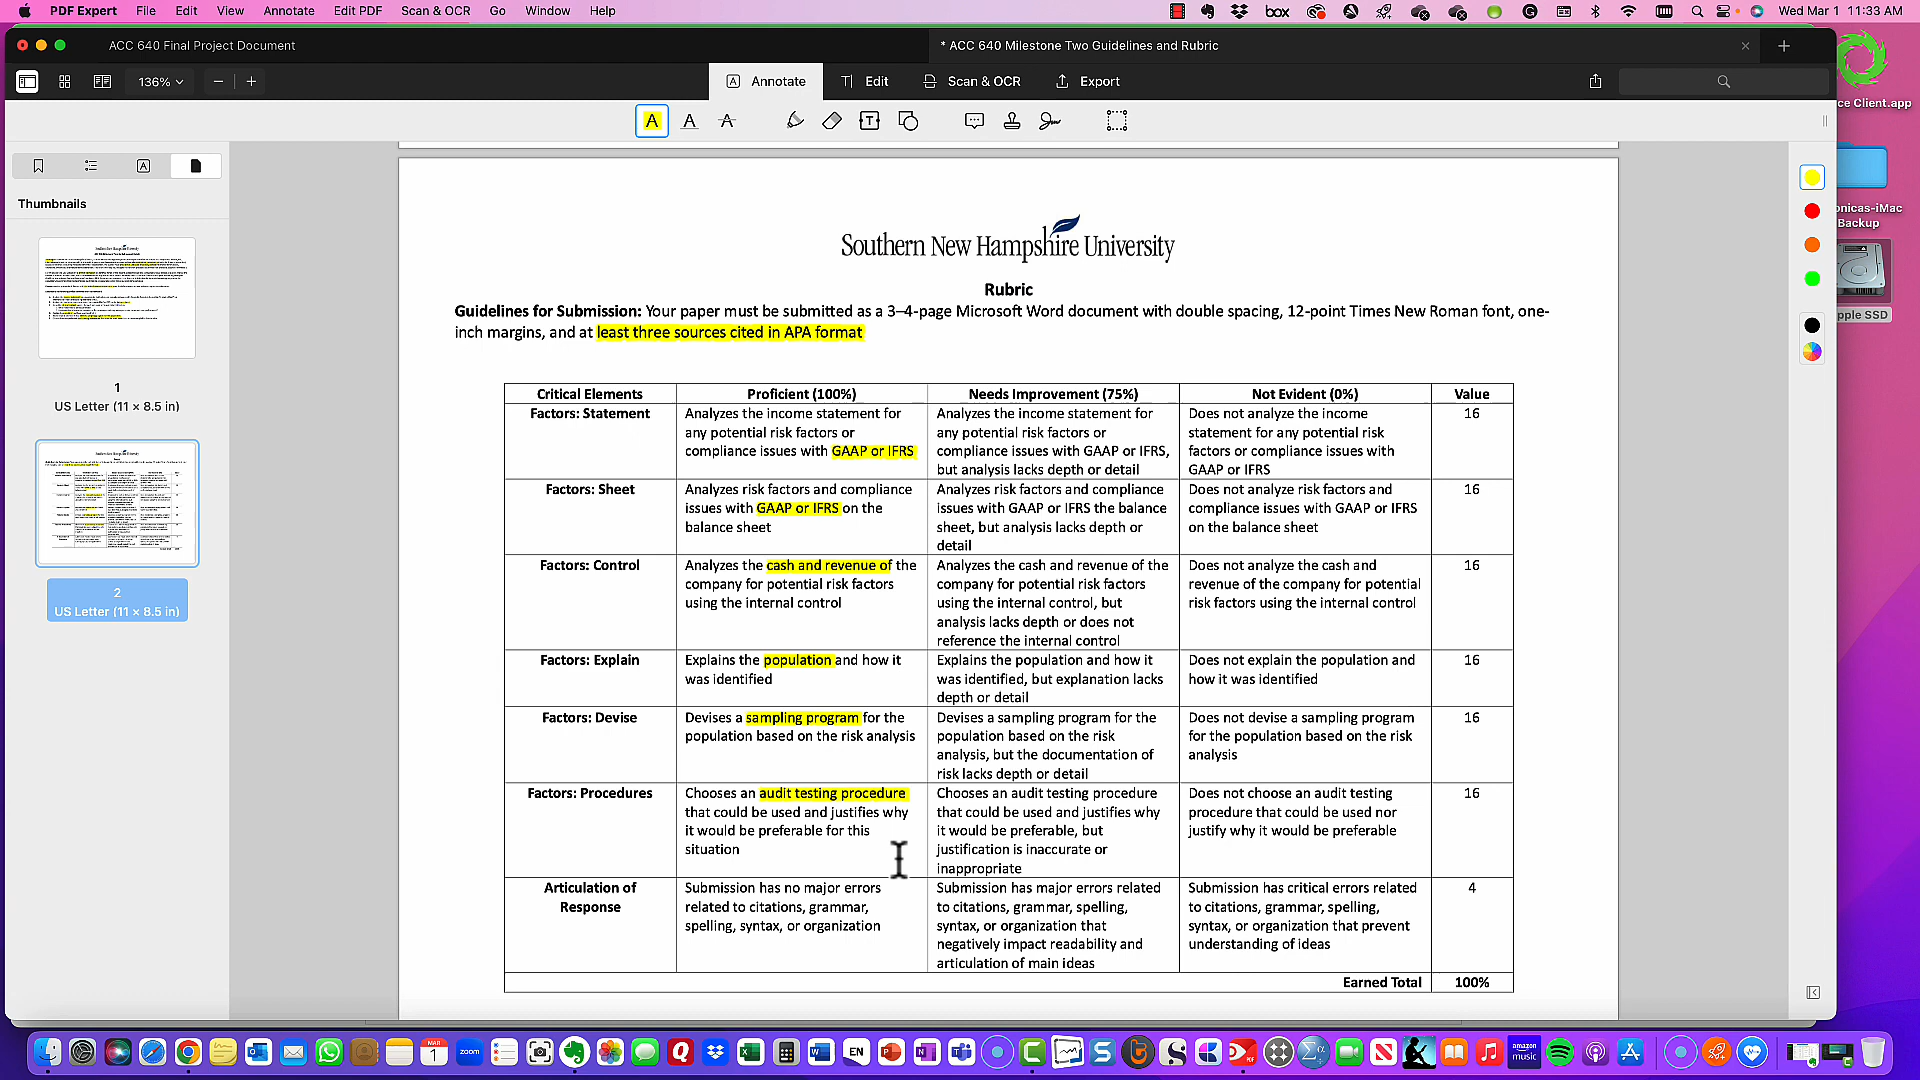 PDF Expert File Edit View Annotate Edit PDF Scan & OCR Go Window Help box Wed Mar 1 11:33 AM
ACC 640 Final Project Document * ACC 640 Milestone Two Guidelines and Rubric
136% Annotate Edit Scan & OCR Export
ce Client.app
onicas-iMac
Backup
pple SSD
Thumbnails
1
US Letter (11 × 8.5 in)
2
US Letter (11 × 8.5 in)
Southern New Hampshire University
Rubric
Guidelines for Submission: Your paper must be submitted as a 3–4-page Microsoft Word document with double spacing, 12-point Times New Roman font, one-
inch margins, and at least three sources cited in APA format
Critical Elements Proficient (100%) Needs Improvement (75%) Not Evident (0%) Value
Factors: Statement
Analyzes the income statement for
any potential risk factors or
compliance issues with GAAP or IFRS
Analyzes the income statement for
any potential risk factors or
compliance issues with GAAP or IFRS,
but analysis lacks depth or detail
Does not analyze the income
statement for any potential risk
factors or compliance issues with
GAAP or IFRS
16
Factors: Sheet
Analyzes risk factors and compliance
issues with GAAP or IFRS on the
balance sheet
Analyzes risk factors and compliance
issues with GAAP or IFRS the balance
sheet, but analysis lacks depth or
detail
Does not analyze risk factors and
compliance issues with GAAP or IFRS
on the balance sheet
16
Factors: Control
Analyzes the cash and revenue of the
company for potential risk factors
using the internal control
Analyzes the cash and revenue of the
company for potential risk factors
using the internal control, but
analysis lacks depth or does not
reference the internal control
Does not analyze the cash and
revenue of the company for potential
risk factors using the internal control
16
Factors: Explain
Explains the population and how it
was identified
Explains the population and how it
was identified, but explanation lacks
depth or detail
Does not explain the population and
how it was identified
16
Factors: Devise
Devises a sampling program for the
population based on the risk analysis
Devises a sampling program for the
population based on the risk
analysis, but the documentation of
risk lacks depth or detail
Does not devise a sampling program
for the population based on the risk
analysis
16
Factors: Procedures
Chooses an audit testing procedure
that could be used and justifies why
it would be preferable for this
situation
Chooses an audit testing procedure
that could be used and justifies why
it would be preferable, but
justification is inaccurate or
inappropriate
Does not choose an audit testing
procedure that could be used nor
justify why it would be preferable
16
Articulation of
Response
Submission has no major errors
related to citations, grammar,
spelling, syntax, or organization
Submission has major errors related
to citations, grammar, spelling,
syntax, or organization that
negatively impact readability and
articulation of main ideas
Submission has critical errors related
to citations, grammar, spelling,
syntax, or organization that prevent
understanding of ideas
4
Earned Total 100%
MAR
1
zoom
EN
amazon
music